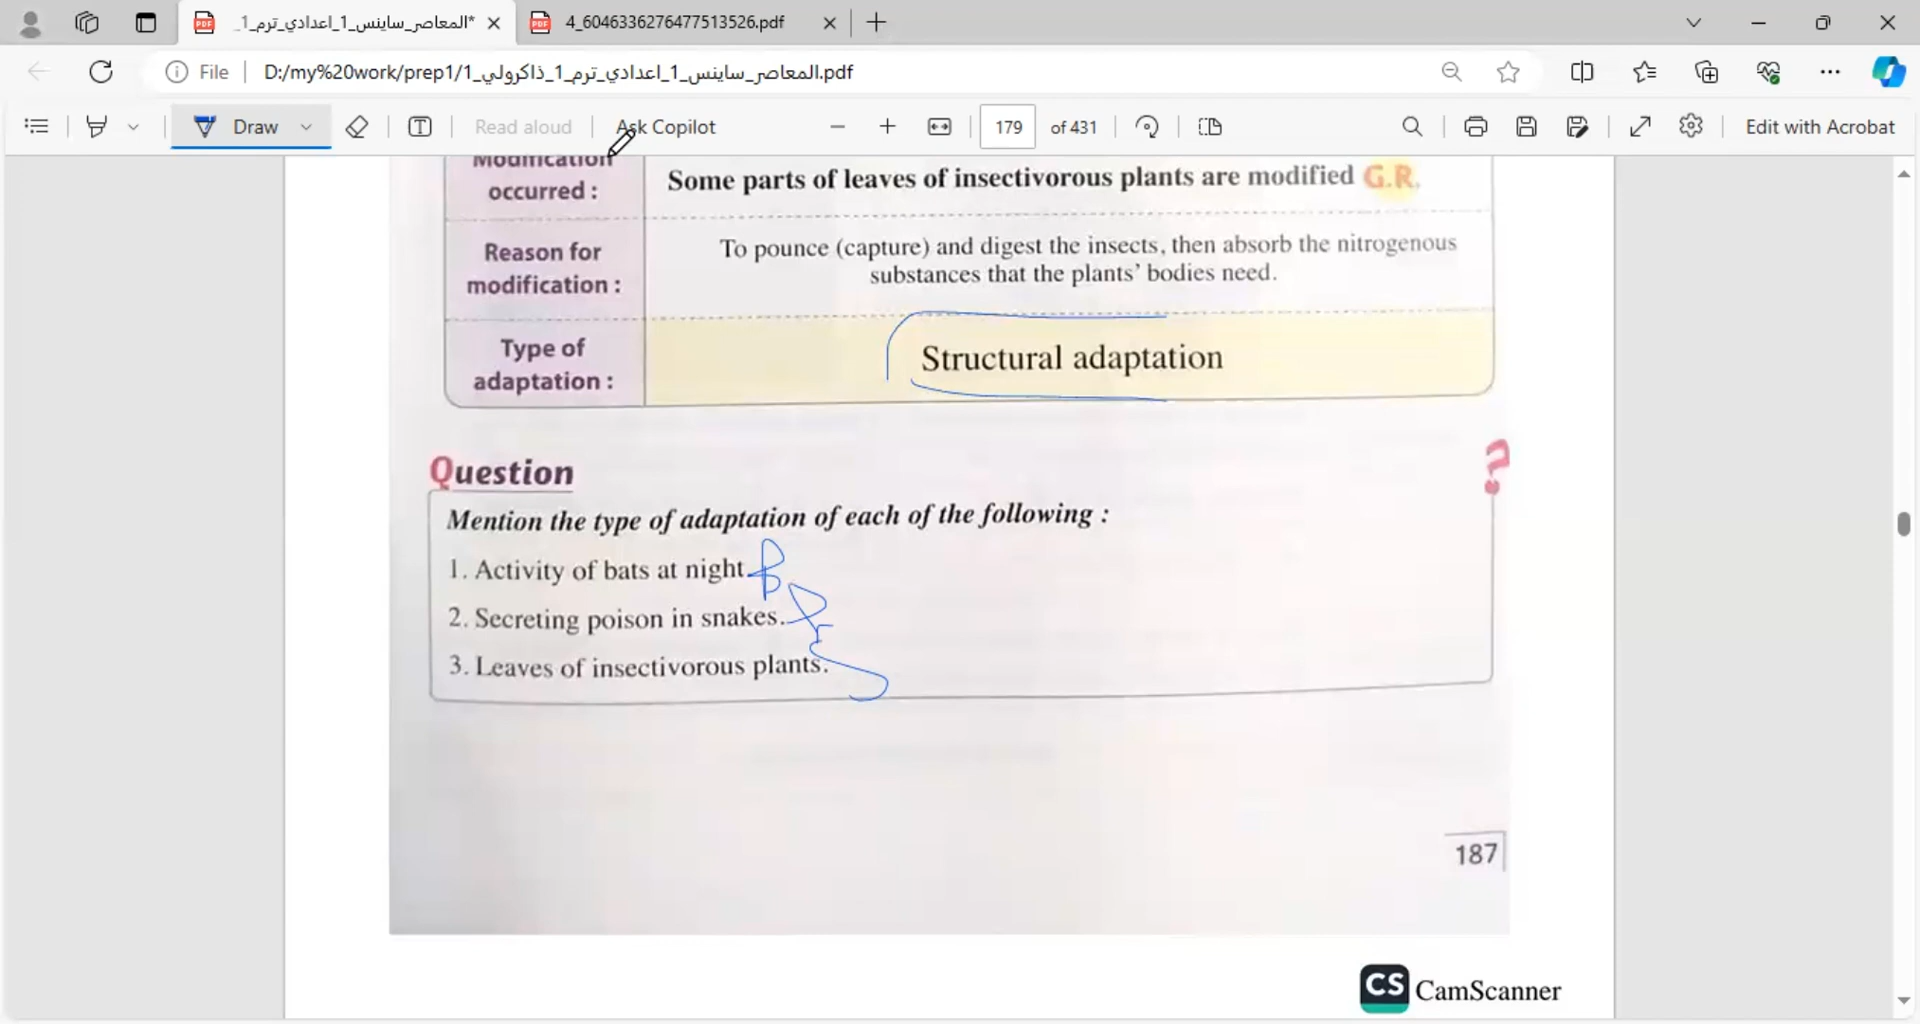 المعاصر_ساينس_1_اعدادي_ترم_1_*
4_6046336276477513526.pdf
File
D:/my%20work/prep1/المعاصر_ساينس_1_اعدادي_ترم_1_ذاكرولي_1.pdf
Draw
Read aloud
Ask Copilot
179
of 431
Edit with Acrobat
Modification
occurred :
Some parts of leaves of insectivorous plants are modified G.R.
Reason for
modification :
To pounce (capture) and digest the insects, then absorb the nitrogenous
substances that the plants' bodies need.
Type of
adaptation :
Structural adaptation
Question
?
Mention the type of adaptation of each of the following :
1. Activity of bats at night.
2. Secreting poison in snakes.
3. Leaves of insectivorous plants.
187
CS CamScanner